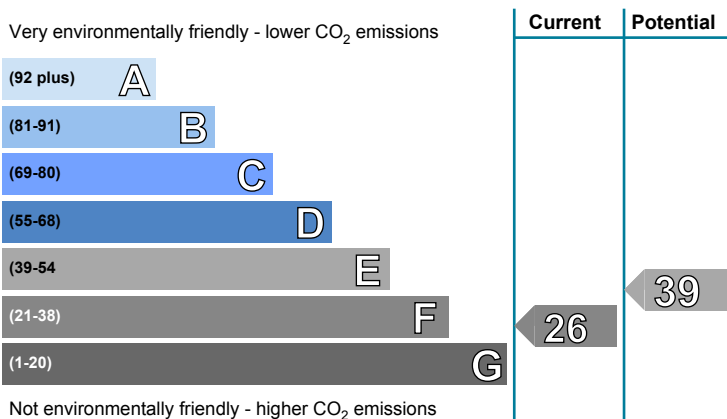 Very environmentally friendly - lower CO₂ emissions
Current Potential
(92 plus) A
(81-91) B
(69-80) C
(55-68) D
(39-54 E
39
(21-38) F
26
(1-20) G
Not environmentally friendly - higher CO₂ emissions